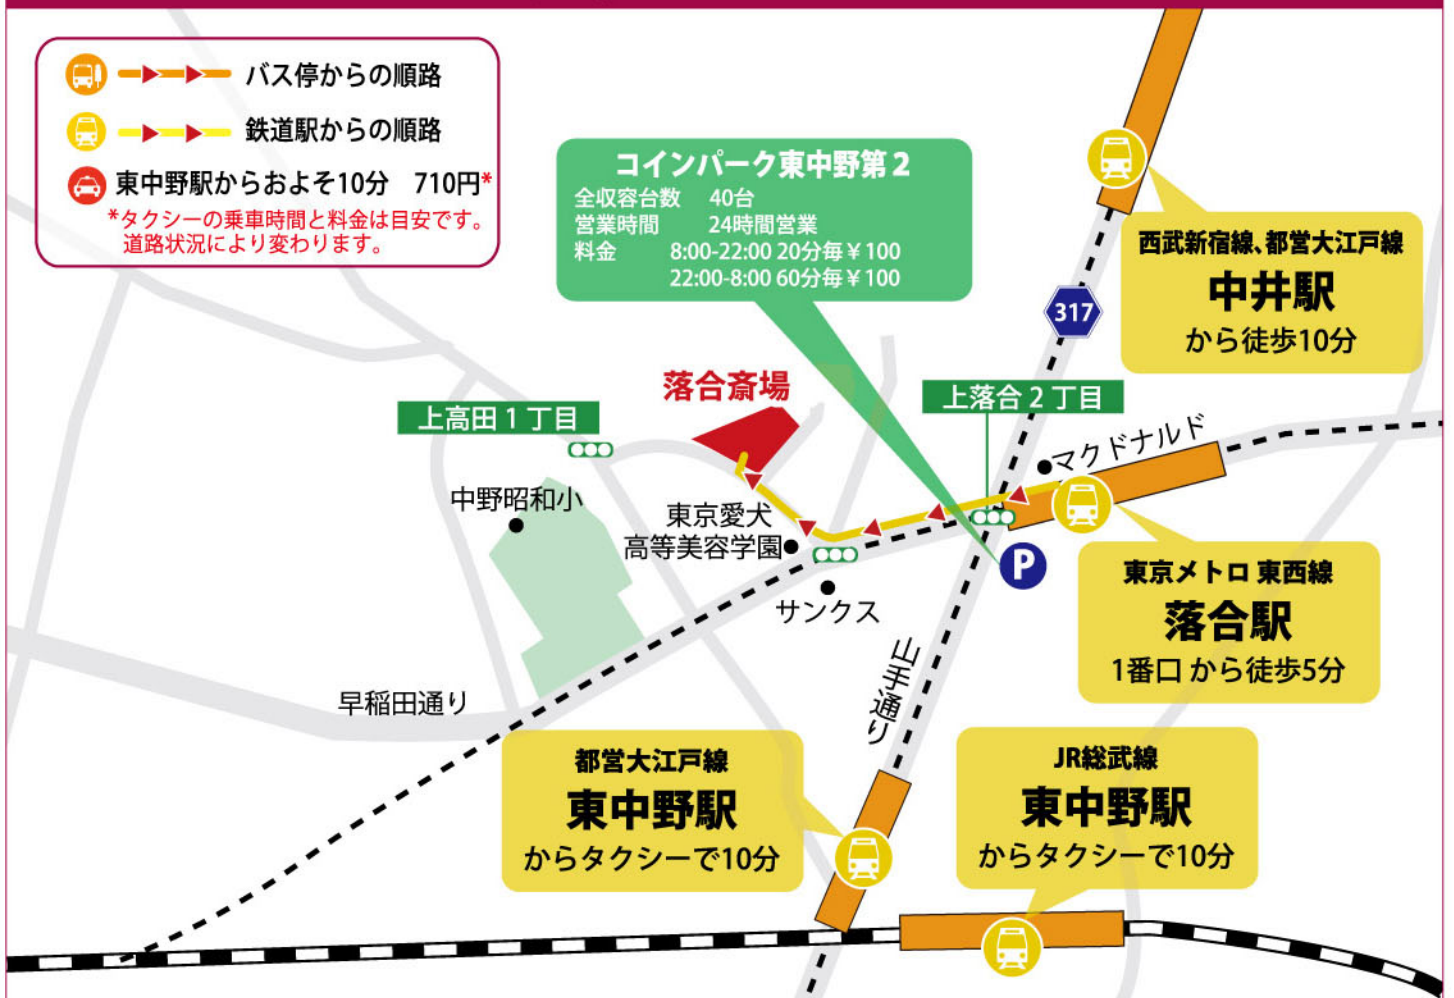 バス停からの順路
鉄道駅からの順路
東中野駅からおよそ10分　710円*
*タクシーの乗車時間と料金は目安です。
道路状況により変わります。
コインパーク東中野第２
全収容台数　40台
営業時間　24時間営業
料金　8:00-22:00 20分毎￥100
22:00-8:00 60分毎￥100
西武新宿線、都営大江戸線
中井駅
から徒歩10分
317
落合斎場
上高田１丁目
上落合２丁目
マクドナルド
中野昭和小
東京愛犬
高等美容学園
P
サンクス
東京メトロ 東西線
落合駅
1番口 から徒歩5分
山手通り
早稲田通り
都営大江戸線
東中野駅
からタクシーで10分
JR総武線
東中野駅
からタクシーで10分